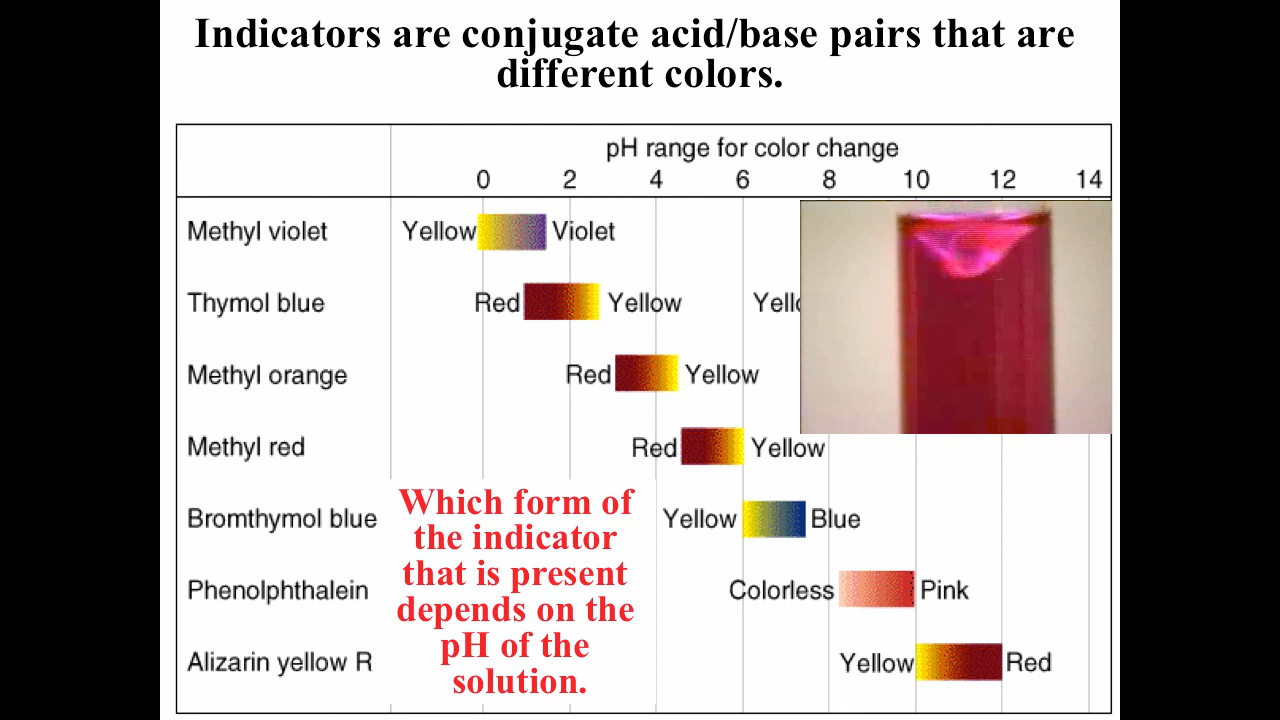 Indicators are conjugate acid/base pairs that are
different colors.
pH range for color change
0 2 4 6 8 10 12 14
Methyl violet Yellow Violet
Thymol blue Red Yellow
Methyl orange Red Yellow
Methyl red Red Yellow
Bromthymol blue Yellow Blue
Phenolphthalein Colorless Pink
Alizarin yellow R Yellow Red
Which form of
the indicator
that is present
depends on the
pH of the
solution.